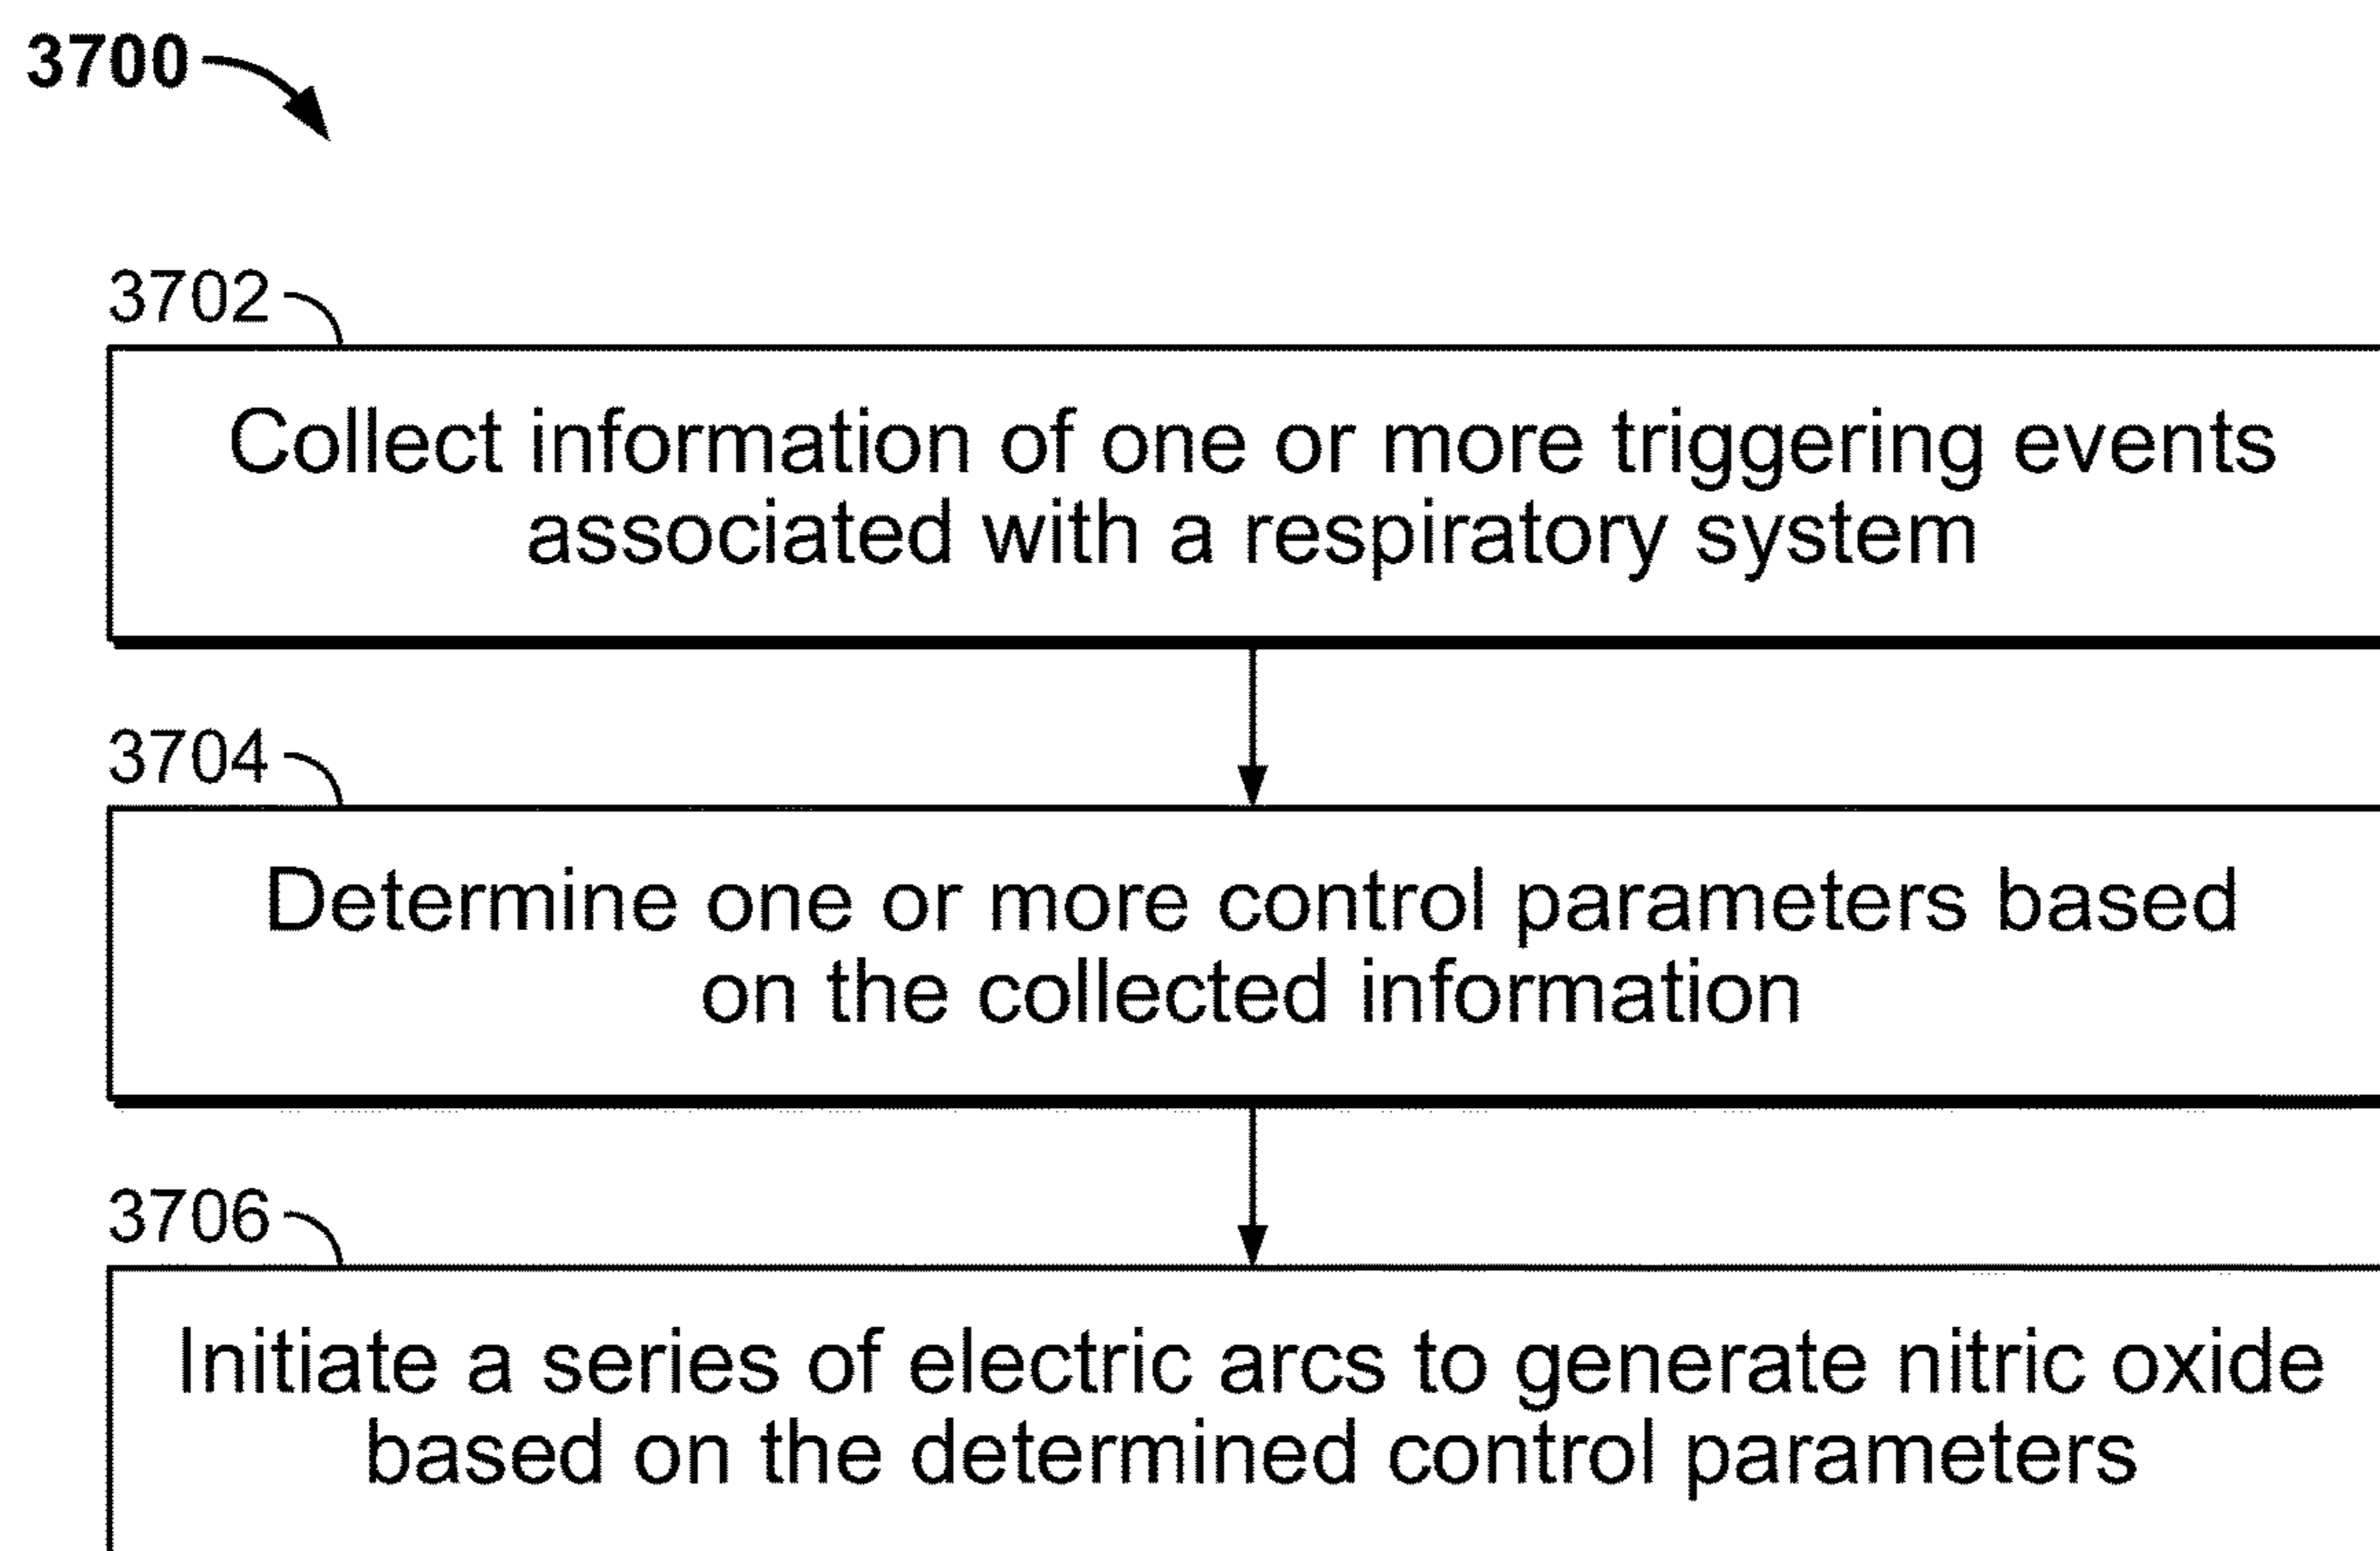 3700
3702
Collect information of one or more triggering events
associated with a respiratory system
3704
Determine one or more control parameters based
on the collected information
3706
Initiate a series of electric arcs to generate nitric oxide
based on the determined control parameters